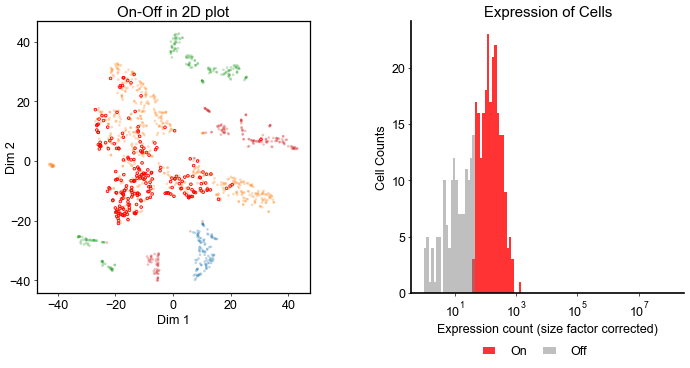 On-Off in 2D plot
Expression of Cells
Dim 2
40
20
0
−20
−40
−40 −20 0 20 40
Dim 1
Cell Counts
20
15
10
5
0
10^1 10^3 10^5 10^7
Expression count (size factor corrected)
On Off